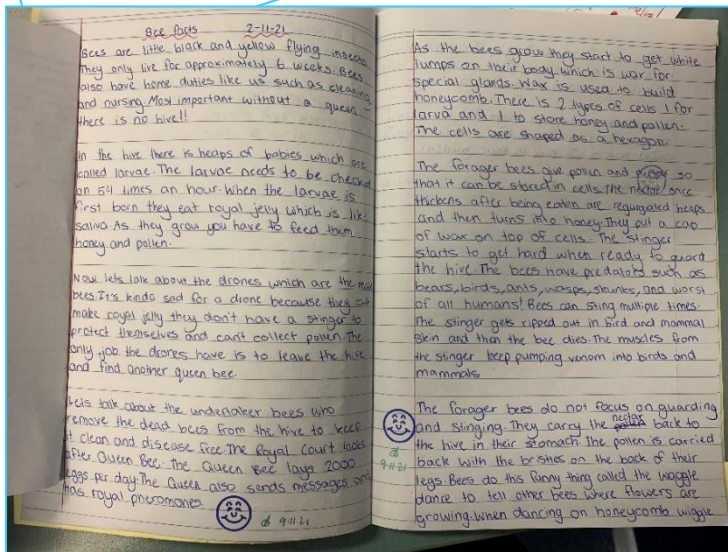 Bee facts 2-11-21
Bees are little black and yellow flying insects
They only live for approximately 6 weeks. Bees
also have home duties like us such as cleaning
and nursing. Most important without a queen
there is no hive!!
In the hive there is heaps of babies which are
called larvae. The larvae needs to be checked
on 54 times an hour. When the larvae is
first born they eat royal jelly which is like
saliva. As they grow you have to feed them
honey and pollen.
Now lets talk about the drones which are the male
bees. It's kinda sad for a drone because they cant
make royal jelly they don't have a stinger to
protect themselves and can't collect pollen. The
only job the drones have is to leave the hive
and find another queen bee.
Lets talk about the undertaker bees who
remove the dead bees from the hive to keep
it clean and disease free. The Royal Court looks
after Queen Bee. The Queen Bee lays 2000
eggs per day. The Queen also sends messages and
has royal pheromones
9-11-21
As the bees grow they start to get white
lumps on their body which is wax for
special glands. Wax is used to build
honeycomb. There is 2 types of cells 1 for
larva and 1 to store honey and pollen.
The cells are shaped as a hexagon.
The forager bees give pollen and so
that it can be stored in cells. The nectar once
thickens after being eaten are regugated heaps
and then turns into honey. They put a cap
of wax on top of cells. The stinger
starts to get hard when ready to guard
the hive. The bees have predators such as
bears, birds, ants, wasps, skunks, and worst
of all humans! Bees can sting multiple times.
The stinger gets ripped out in bird and mammal
skin and then the bee dies. The muscles from
the stinger keep pumping venom into birds and
mammals.
The forager bees do not focus on guarding
and stinging. They carry the pollen nectar back to
the hive in their stomach. The pollen is carried
back with the bristles on the back of their
legs. Bees do this funny thing called the waggle
dance to tell other bees where flowers are
growing. When dancing on honeycomb wiggle
9-11-21